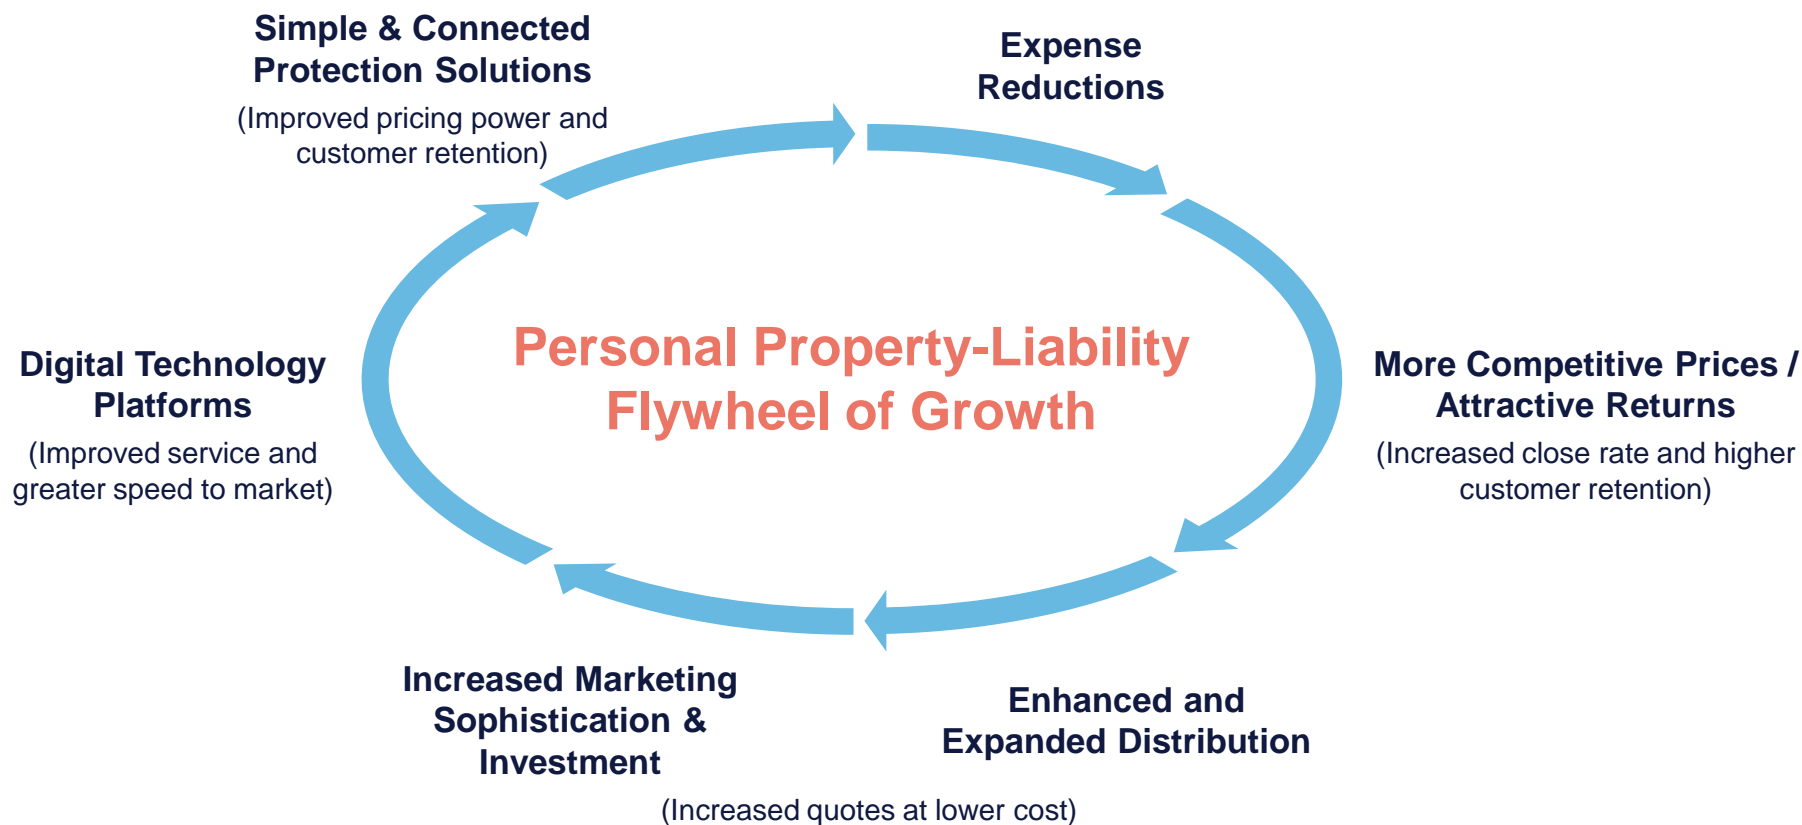 Simple & Connected
Protection Solutions
(Improved pricing power and
customer retention)
Expense
Reductions
Personal Property-Liability
Flywheel of Growth
Digital Technology
Platforms
(Improved service and
greater speed to market)
More Competitive Prices /
Attractive Returns
(Increased close rate and higher
customer retention)
Increased Marketing
Sophistication &
Investment
Enhanced and
Expanded Distribution
(Increased quotes at lower cost)